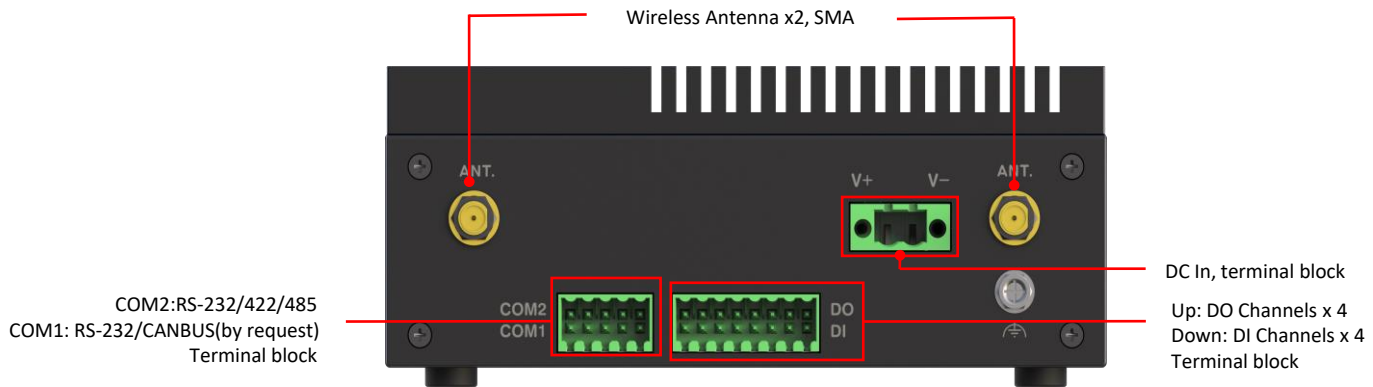 Wireless Antenna x2, SMA
ANT.
V+ V-
ANT.
DC In, terminal block
COM2:RS-232/422/485
COM1: RS-232/CANBUS(by request)
Terminal block
COM2
COM1
DO
DI
Up: DO Channels x 4
Down: DI Channels x 4
Terminal block